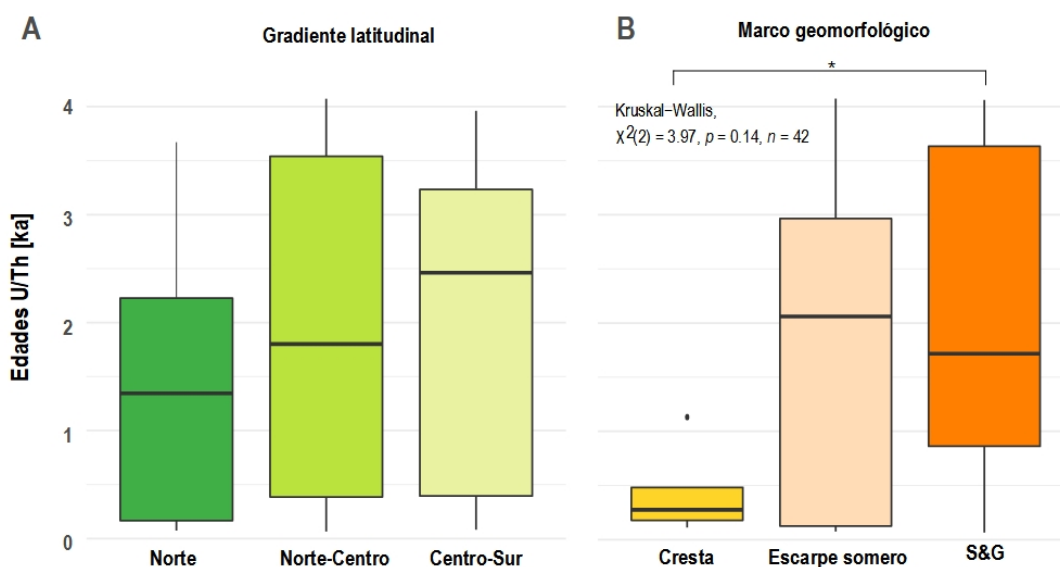 A
Gradiente latitudinal
B
Marco geomorfológico
*
Kruskal−Wallis,
χ²(2) = 3.97, p = 0.14, n = 42
Edades U/Th [ka]
4
3
2
1
0
Norte
Norte-Centro
Centro-Sur
Cresta
Escarpe somero
S&G